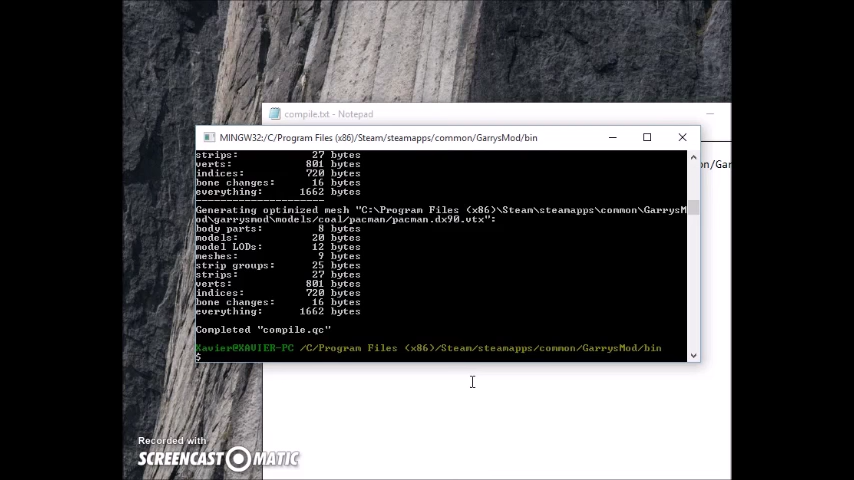 compile.txt - Notepad
MINGW32:/C/Program Files (x86)/Steam/steamapps/common/GarrysMod/bin
on/Gar
strips: 27 bytes
verts: 801 bytes
indices: 720 bytes
bone changes: 16 bytes
everything: 1662 bytes
------------------------
Generating optimized mesh "C:\Program Files (x86)\Steam\steamapps\common\GarrysM
od\garrysmod\models/coal/pacman/pacman.dx90.vtx":
body parts: 8 bytes
models: 20 bytes
model LODs: 12 bytes
meshes: 9 bytes
strip groups: 25 bytes
strips: 27 bytes
verts: 801 bytes
indices: 720 bytes
bone changes: 16 bytes
everything: 1662 bytes
Completed "compile.qc"
Xavier@XAVIER-PC /C/Program Files (x86)/Steam/steamapps/common/GarrysMod/bin
$
Recorded with
SCREENCAST MATIC